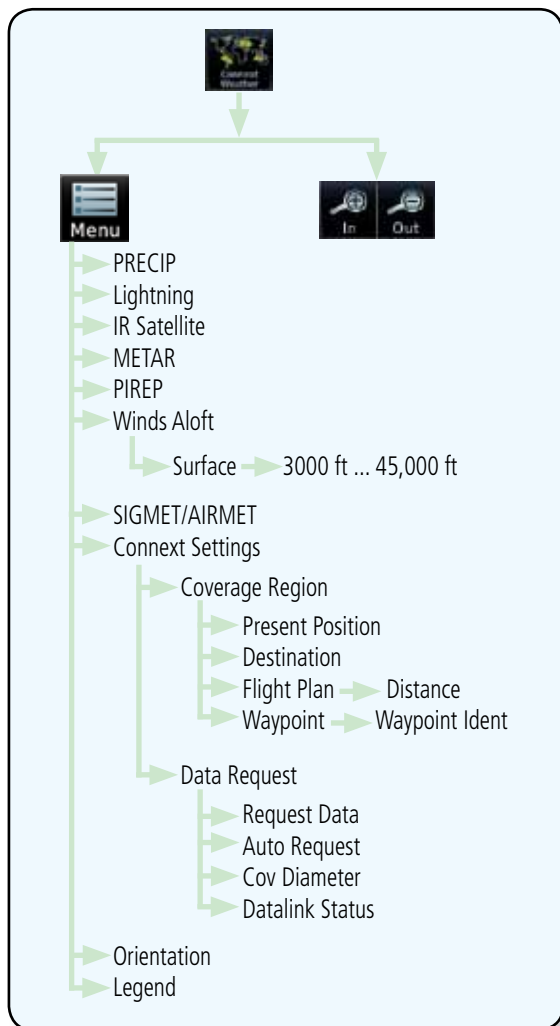 Connext
Weather
Menu
In Out
PRECIP
Lightning
IR Satellite
METAR
PIREP
Winds Aloft
Surface 3000 ft ... 45,000 ft
SIGMET/AIRMET
Connext Settings
Coverage Region
Present Position
Destination
Flight Plan Distance
Waypoint Waypoint Ident
Data Request
Request Data
Auto Request
Cov Diameter
Datalink Status
Orientation
Legend